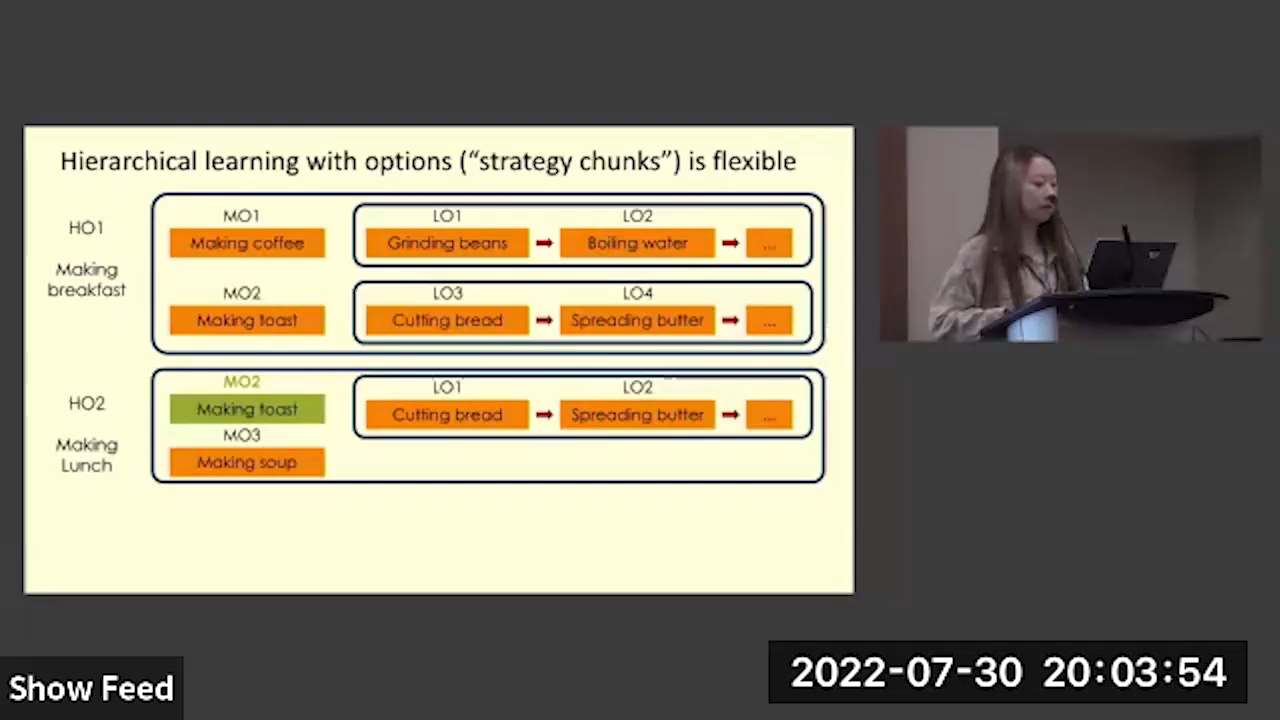 Hierarchical learning with options (“strategy chunks”) is flexible
HO1
Making
breakfast
MO1
Making coffee
LO1
Grinding beans
LO2
Boiling water
...
MO2
Making toast
LO3
Cutting bread
LO4
Spreading butter
...
HO2
Making
Lunch
MO2
Making toast
LO1
Cutting bread
LO2
Spreading butter
...
MO3
Making soup
Show Feed
2022-07-30 20:03:54